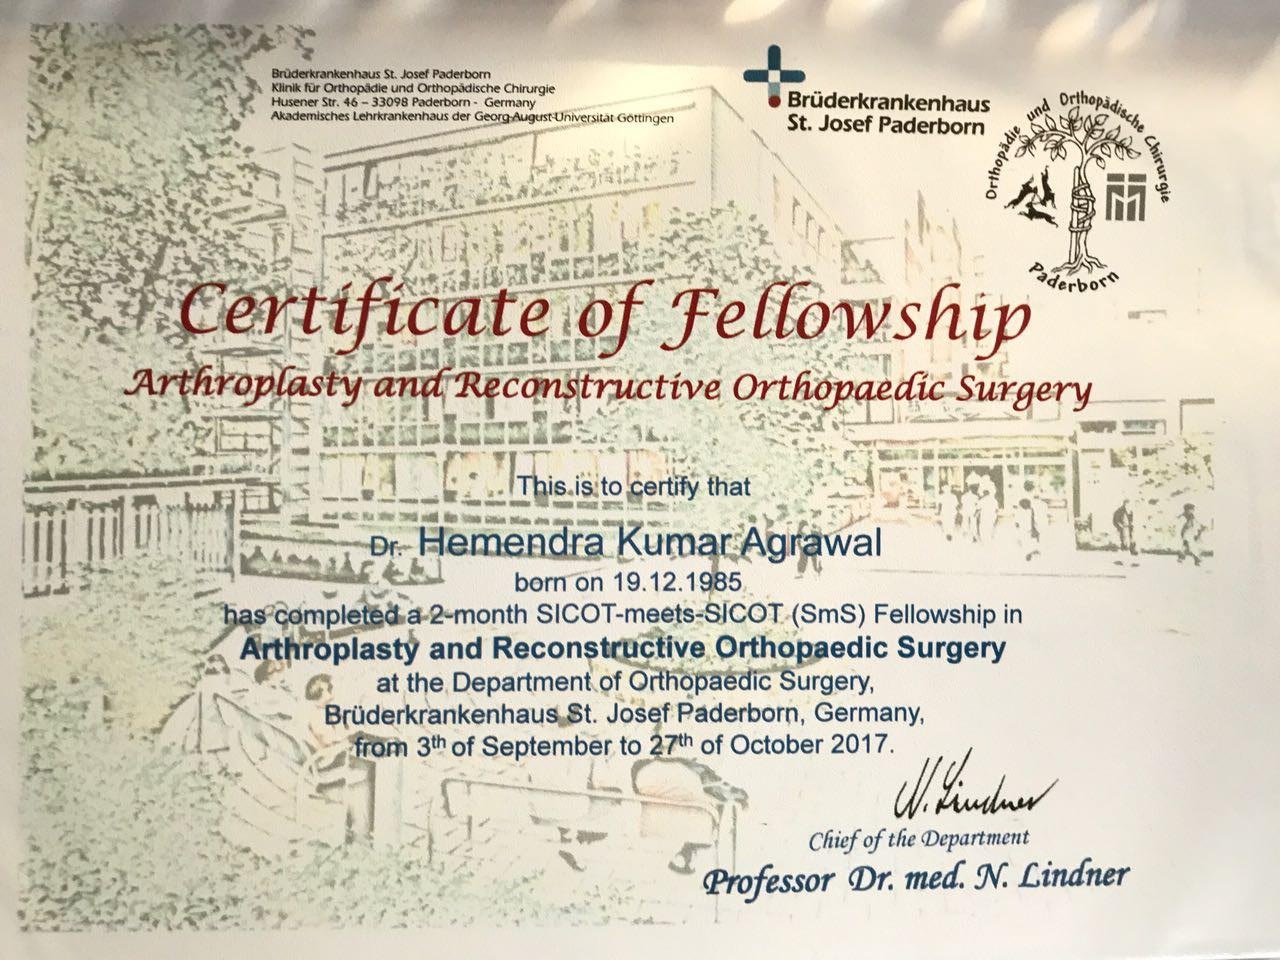 Brüderkrankenhaus St. Josef Paderborn
Klinik für Orthopädie und Orthopädische Chirurgie
Husener Str. 46 – 33098 Paderborn - Germany
Akademisches Lehrkrankenhaus der Georg-August-Universität Göttingen
Brüderkrankenhaus
St. Josef Paderborn
Orthopädie und Orthopädische Chirurgie
Paderborn
Certificate of Fellowship
Arthroplasty and Reconstructive Orthopaedic Surgery
This is to certify that
Dr. Hemendra Kumar Agrawal
born on 19.12.1985
has completed a 2-month SICOT-meets-SICOT (SmS) Fellowship in
Arthroplasty and Reconstructive Orthopaedic Surgery
at the Department of Orthopaedic Surgery,
Brüderkrankenhaus St. Josef Paderborn, Germany,
from 3th of September to 27th of October 2017.
N. Lindner
Chief of the Department
Professor Dr. med. N. Lindner